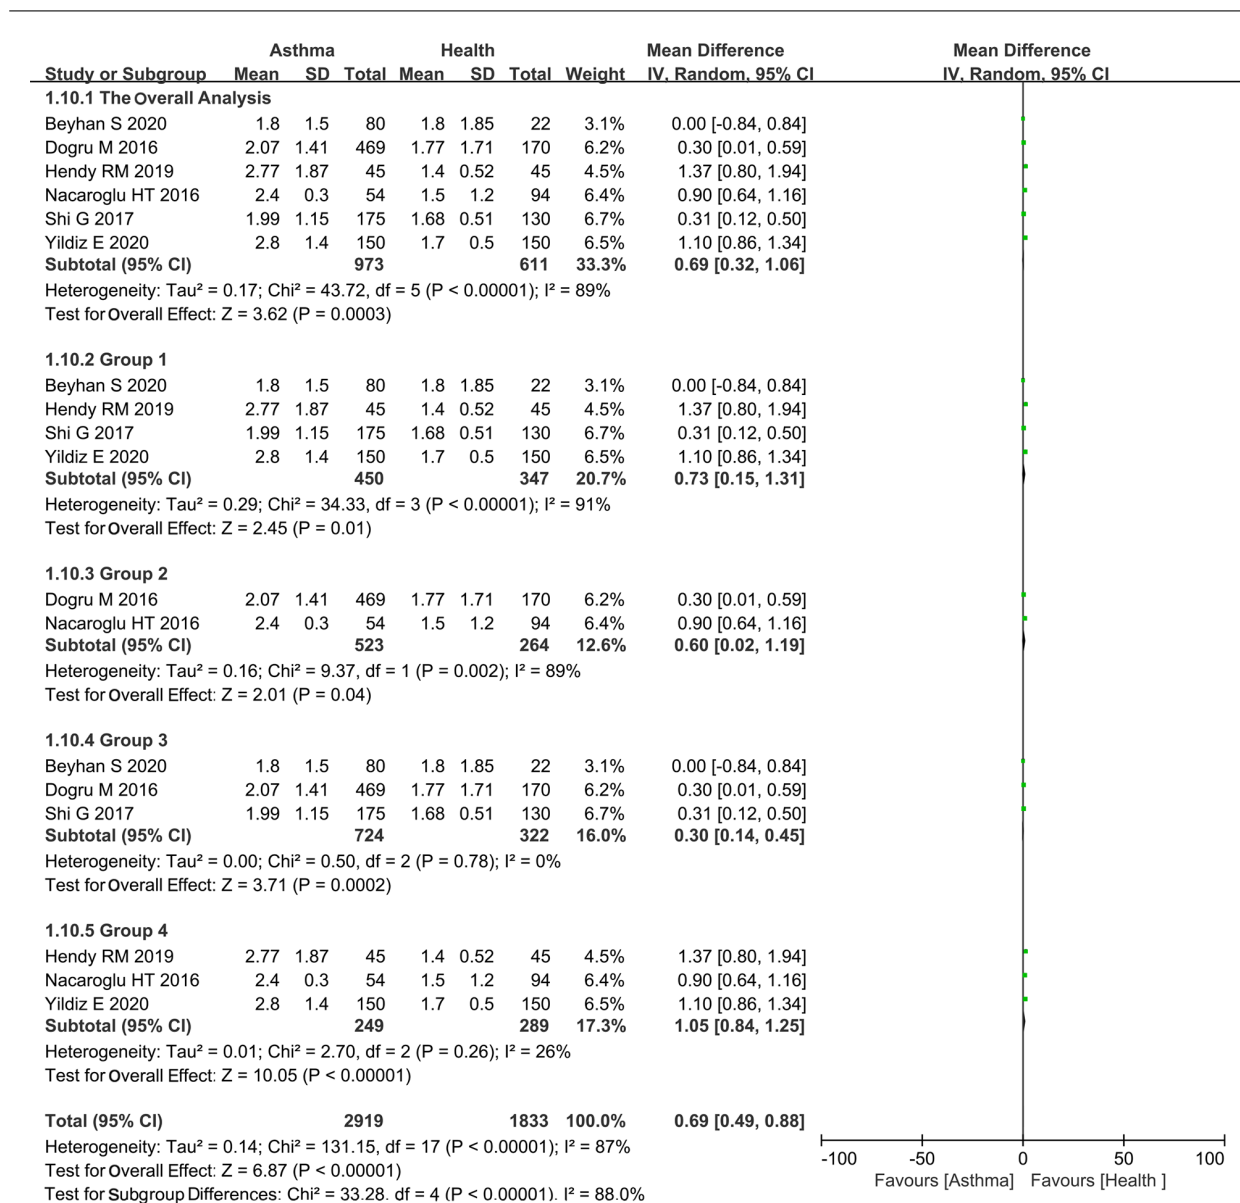 Asthma Health Mean Difference Mean Difference
Study or Subgroup Mean SD Total Mean SD Total Weight IV, Random, 95% CI IV, Random, 95% CI
1.10.1 The Overall Analysis
Beyhan S 2020 1.8 1.5 80 1.8 1.85 22 3.1% 0.00 [-0.84, 0.84]
Dogru M 2016 2.07 1.41 469 1.77 1.71 170 6.2% 0.30 [0.01, 0.59]
Hendy RM 2019 2.77 1.87 45 1.4 0.52 45 4.5% 1.37 [0.80, 1.94]
Nacaroglu HT 2016 2.4 0.3 54 1.5 1.2 94 6.4% 0.90 [0.64, 1.16]
Shi G 2017 1.99 1.15 175 1.68 0.51 130 6.7% 0.31 [0.12, 0.50]
Yildiz E 2020 2.8 1.4 150 1.7 0.5 150 6.5% 1.10 [0.86, 1.34]
Subtotal (95% CI) 973 611 33.3% 0.69 [0.32, 1.06]
Heterogeneity: Tau² = 0.17; Chi² = 43.72, df = 5 (P < 0.00001); I² = 89%
Test for Overall Effect: Z = 3.62 (P = 0.0003)
1.10.2 Group 1
Beyhan S 2020 1.8 1.5 80 1.8 1.85 22 3.1% 0.00 [-0.84, 0.84]
Hendy RM 2019 2.77 1.87 45 1.4 0.52 45 4.5% 1.37 [0.80, 1.94]
Shi G 2017 1.99 1.15 175 1.68 0.51 130 6.7% 0.31 [0.12, 0.50]
Yildiz E 2020 2.8 1.4 150 1.7 0.5 150 6.5% 1.10 [0.86, 1.34]
Subtotal (95% CI) 450 347 20.7% 0.73 [0.15, 1.31]
Heterogeneity: Tau² = 0.29; Chi² = 34.33, df = 3 (P < 0.00001); I² = 91%
Test for Overall Effect: Z = 2.45 (P = 0.01)
1.10.3 Group 2
Dogru M 2016 2.07 1.41 469 1.77 1.71 170 6.2% 0.30 [0.01, 0.59]
Nacaroglu HT 2016 2.4 0.3 54 1.5 1.2 94 6.4% 0.90 [0.64, 1.16]
Subtotal (95% CI) 523 264 12.6% 0.60 [0.02, 1.19]
Heterogeneity: Tau² = 0.16; Chi² = 9.37, df = 1 (P = 0.002); I² = 89%
Test for Overall Effect: Z = 2.01 (P = 0.04)
1.10.4 Group 3
Beyhan S 2020 1.8 1.5 80 1.8 1.85 22 3.1% 0.00 [-0.84, 0.84]
Dogru M 2016 2.07 1.41 469 1.77 1.71 170 6.2% 0.30 [0.01, 0.59]
Shi G 2017 1.99 1.15 175 1.68 0.51 130 6.7% 0.31 [0.12, 0.50]
Subtotal (95% CI) 724 322 16.0% 0.30 [0.14, 0.45]
Heterogeneity: Tau² = 0.00; Chi² = 0.50, df = 2 (P = 0.78); I² = 0%
Test for Overall Effect: Z = 3.71 (P = 0.0002)
1.10.5 Group 4
Hendy RM 2019 2.77 1.87 45 1.4 0.52 45 4.5% 1.37 [0.80, 1.94]
Nacaroglu HT 2016 2.4 0.3 54 1.5 1.2 94 6.4% 0.90 [0.64, 1.16]
Yildiz E 2020 2.8 1.4 150 1.7 0.5 150 6.5% 1.10 [0.86, 1.34]
Subtotal (95% CI) 249 289 17.3% 1.05 [0.84, 1.25]
Heterogeneity: Tau² = 0.01; Chi² = 2.70, df = 2 (P = 0.26); I² = 26%
Test for Overall Effect: Z = 10.05 (P < 0.00001)
Total (95% CI) 2919 1833 100.0% 0.69 [0.49, 0.88]
Heterogeneity: Tau² = 0.14; Chi² = 131.15, df = 17 (P < 0.00001); I² = 87%
-100 -50 0 50 100
Test for Overall Effect: Z = 6.87 (P < 0.00001)
Favours [Asthma] Favours [Health ]
Test for Subgroup Differences: Chi² = 33.28. df = 4 (P < 0.00001). I² = 88.0%